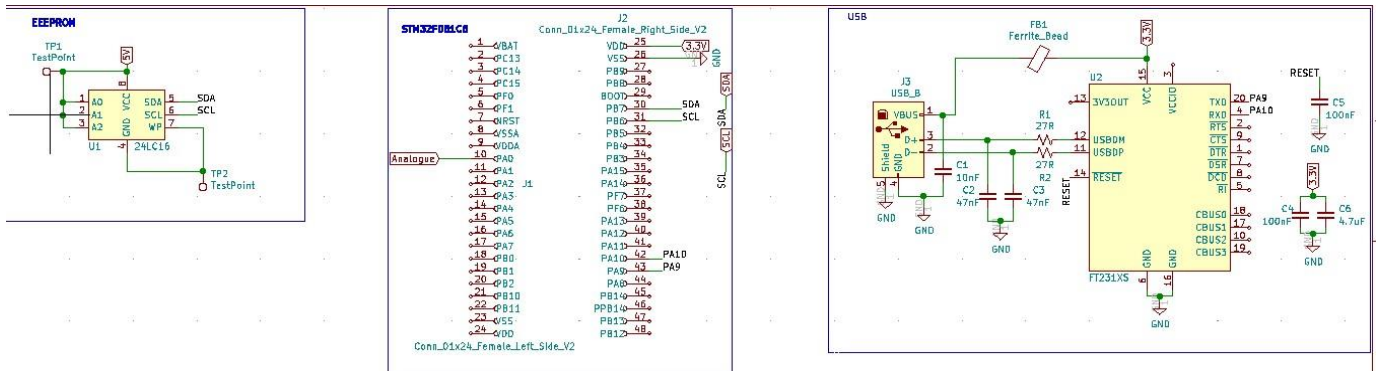 EEEPROM
TP1
TestPoint
5V
8
VCC
1 A0 SDA 5 SDA
2 A1 SCL 6 SCL
3 A2 WP 7
GND
U1 4 24LC16
TP2
TestPoint
J2
Conn_01x24_Female_Right_Side_V2
1 VBAT
2 PC13
3 PC14
4 PC15
5 PF0
6 PF1
7 NRST
8 VSSA
9 VDDA
Analogue 10 PA0
11 PA1
12 PA2 J1
13 PA3
14 PA4
15 PA5
16 PA6
17 PA7
18 PB0
19 PB1
20 PB2
21 PB10
22 PB11
23 VSS
24 VDD
Conn_01x24_Female_Left_Side_V2
VDD 25 3.3V
VSS 26 GND
PB9 27
PB8 28
BOOT 29
PB7 30 SDA
PB6 31 SCL
PB5 32
PB4 33
PB3 34
PA15 35
PA14 36
PF7 37
PF6 38
PA13 39
PA12 40
PA11 41
PA10 42 PA10
PA9 43 PA9
PA8 44
PB14 45
PPB14 46
PB13 47
PB12 48
SDA
SDA
SCL
SCL
USB
FB1
Ferrite_Bead
3.3V
J3
USB_B
VBUS 1
D+ 3
D- 2
Shield
GND
5 4
GND
GND
C1
10nF
C2
47nF
C3
47nF
GND
R1
27R
27R
R2
U2
15 3
VCC VCCIO
13 3V3OUT
12 USBDM
11 USBDP
14 RESET
RESET
TXD 20 PA9
RXD 4 PA10
RTS 2
CTS 9
DTR 1
DSR 7
DCD 8
RI 5
CBUS0 18
CBUS1 17
CBUS2 10
CBUS3 19
GND GND
FT231XS
6 16
GND
RESET
C5
100nF
GND
3.3V
C4
100nF
C6
4.7uF
GND